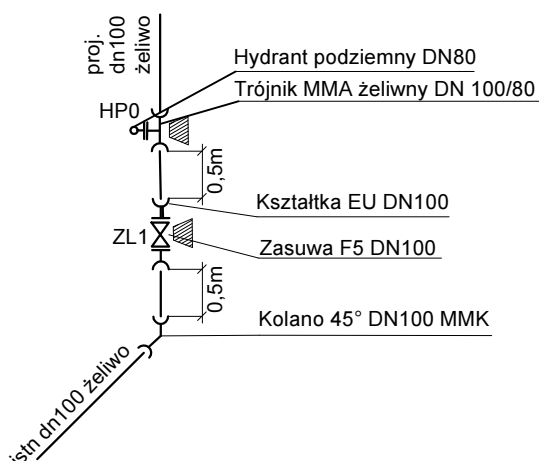 proj.
dn100
żeliwo
Hydrant podziemny DN80
HP0
Trójnik MMA żeliwny DN 100/80
0,5m
Kształtka EU DN100
ZL1
Zasuwa F5 DN100
0,5m
Kolano 45° DN100 MMK
istn dn100 żeliwo